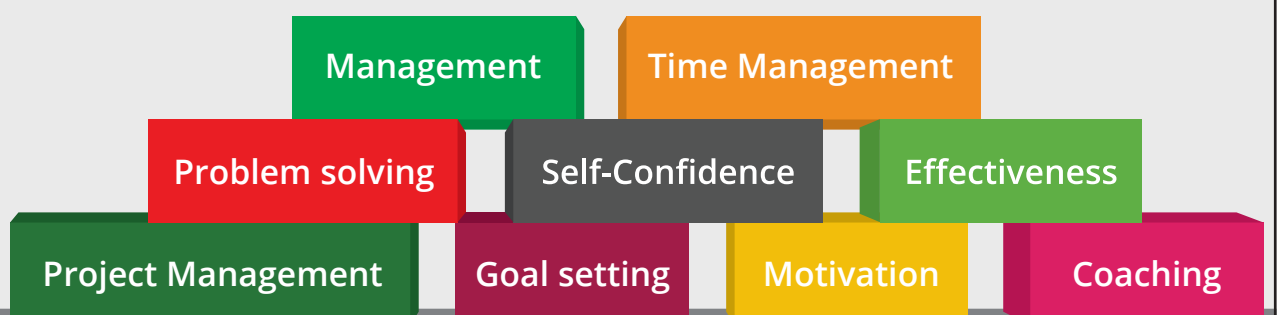 Management Time Management
Problem solving Self-Confidence Effectiveness
Project Management Goal setting Motivation Coaching